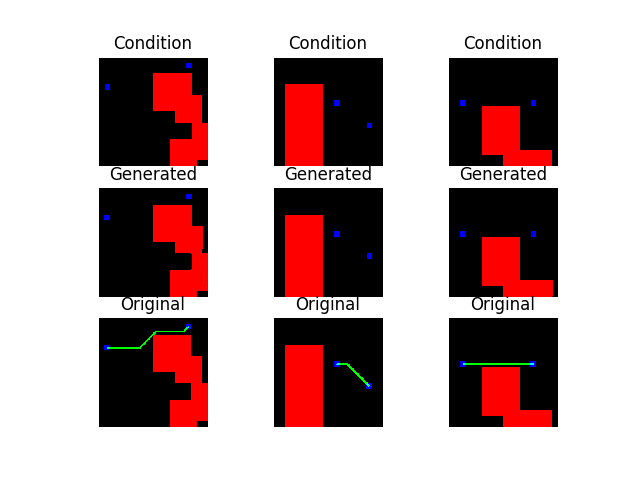 Condition Condition Condition
Generated Generated Generated
Original Original Original